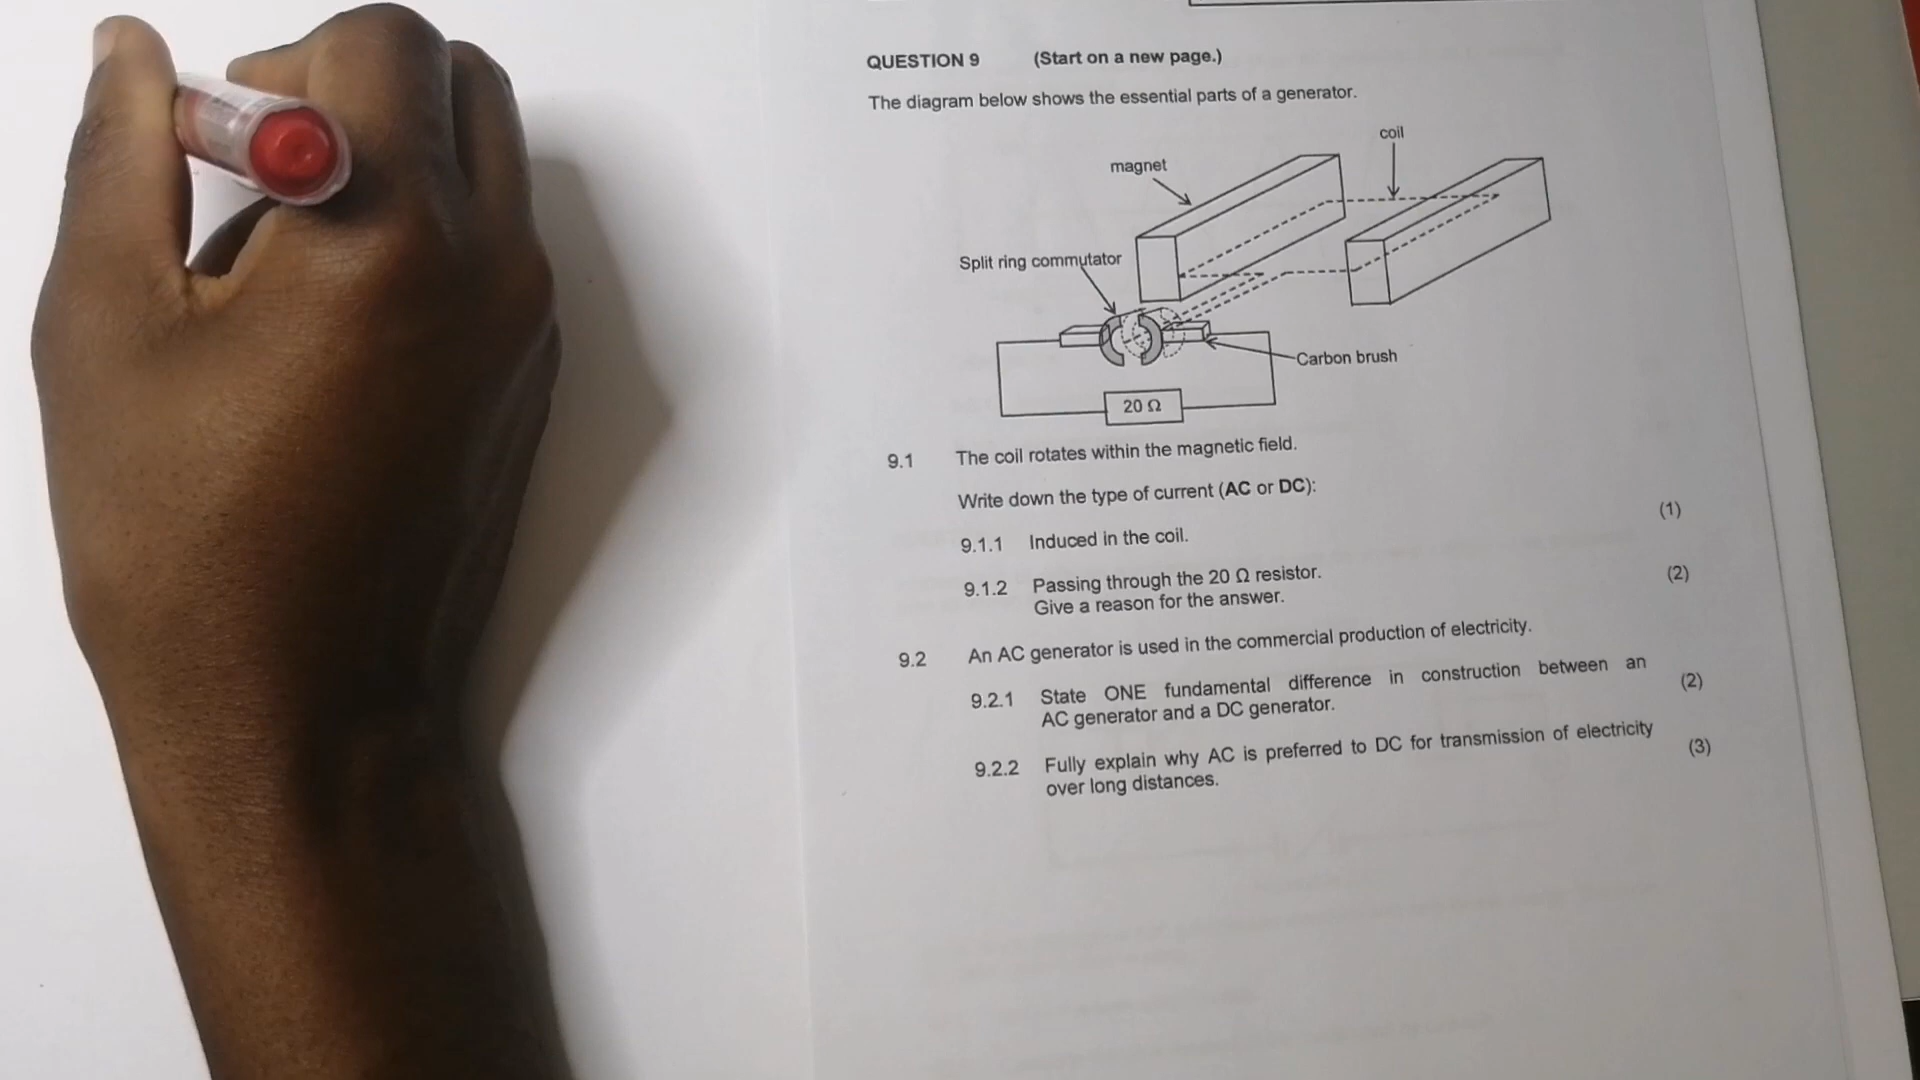 QUESTION 9 (Start on a new page.)
The diagram below shows the essential parts of a generator.
coil
magnet
Split ring commutator
Carbon brush
20 Ω
9.1 The coil rotates within the magnetic field.
Write down the type of current (AC or DC):
9.1.1 Induced in the coil. (1)
9.1.2 Passing through the 20 Ω resistor.
Give a reason for the answer. (2)
9.2 An AC generator is used in the commercial production of electricity.
9.2.1 State ONE fundamental difference in construction between an
AC generator and a DC generator. (2)
9.2.2 Fully explain why AC is preferred to DC for transmission of electricity
over long distances. (3)